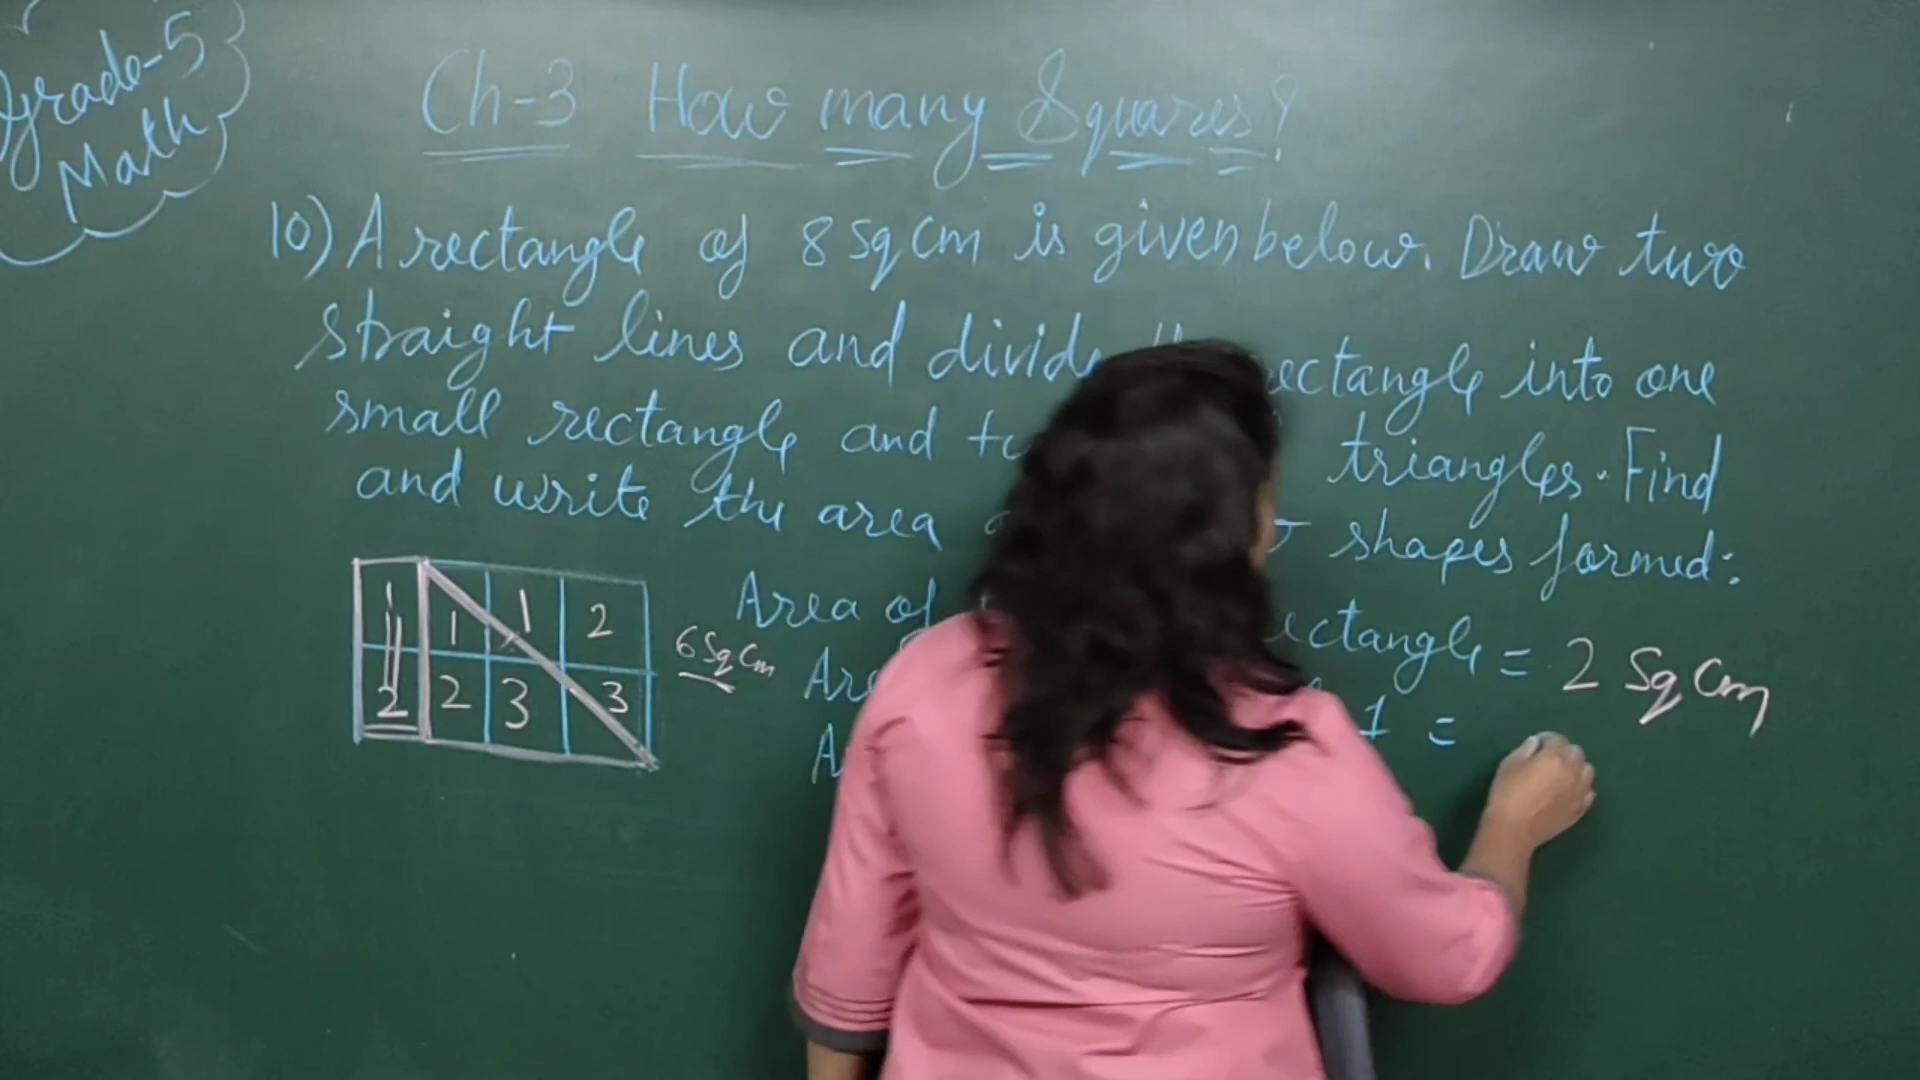 Grade-5
Math
Ch-3 How many Squares?
10) A rectangle of 8 sq cm is given below. Draw two
straight lines and divide rectangle into one
small rectangle and triangles. Find
and write the area shapes formed:
1 1 1 2
2 2 3 3
6 Sq Cm
Area of rectangle = 2 Sq Cm
1 =